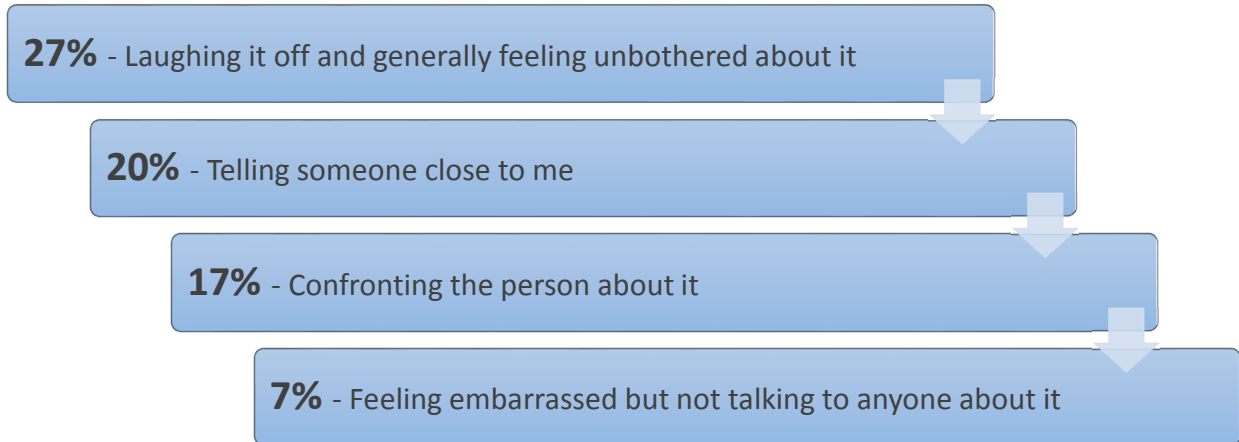 27% - Laughing it off and generally feeling unbothered about it
20% - Telling someone close to me
17% - Confronting the person about it
7% - Feeling embarrassed but not talking to anyone about it